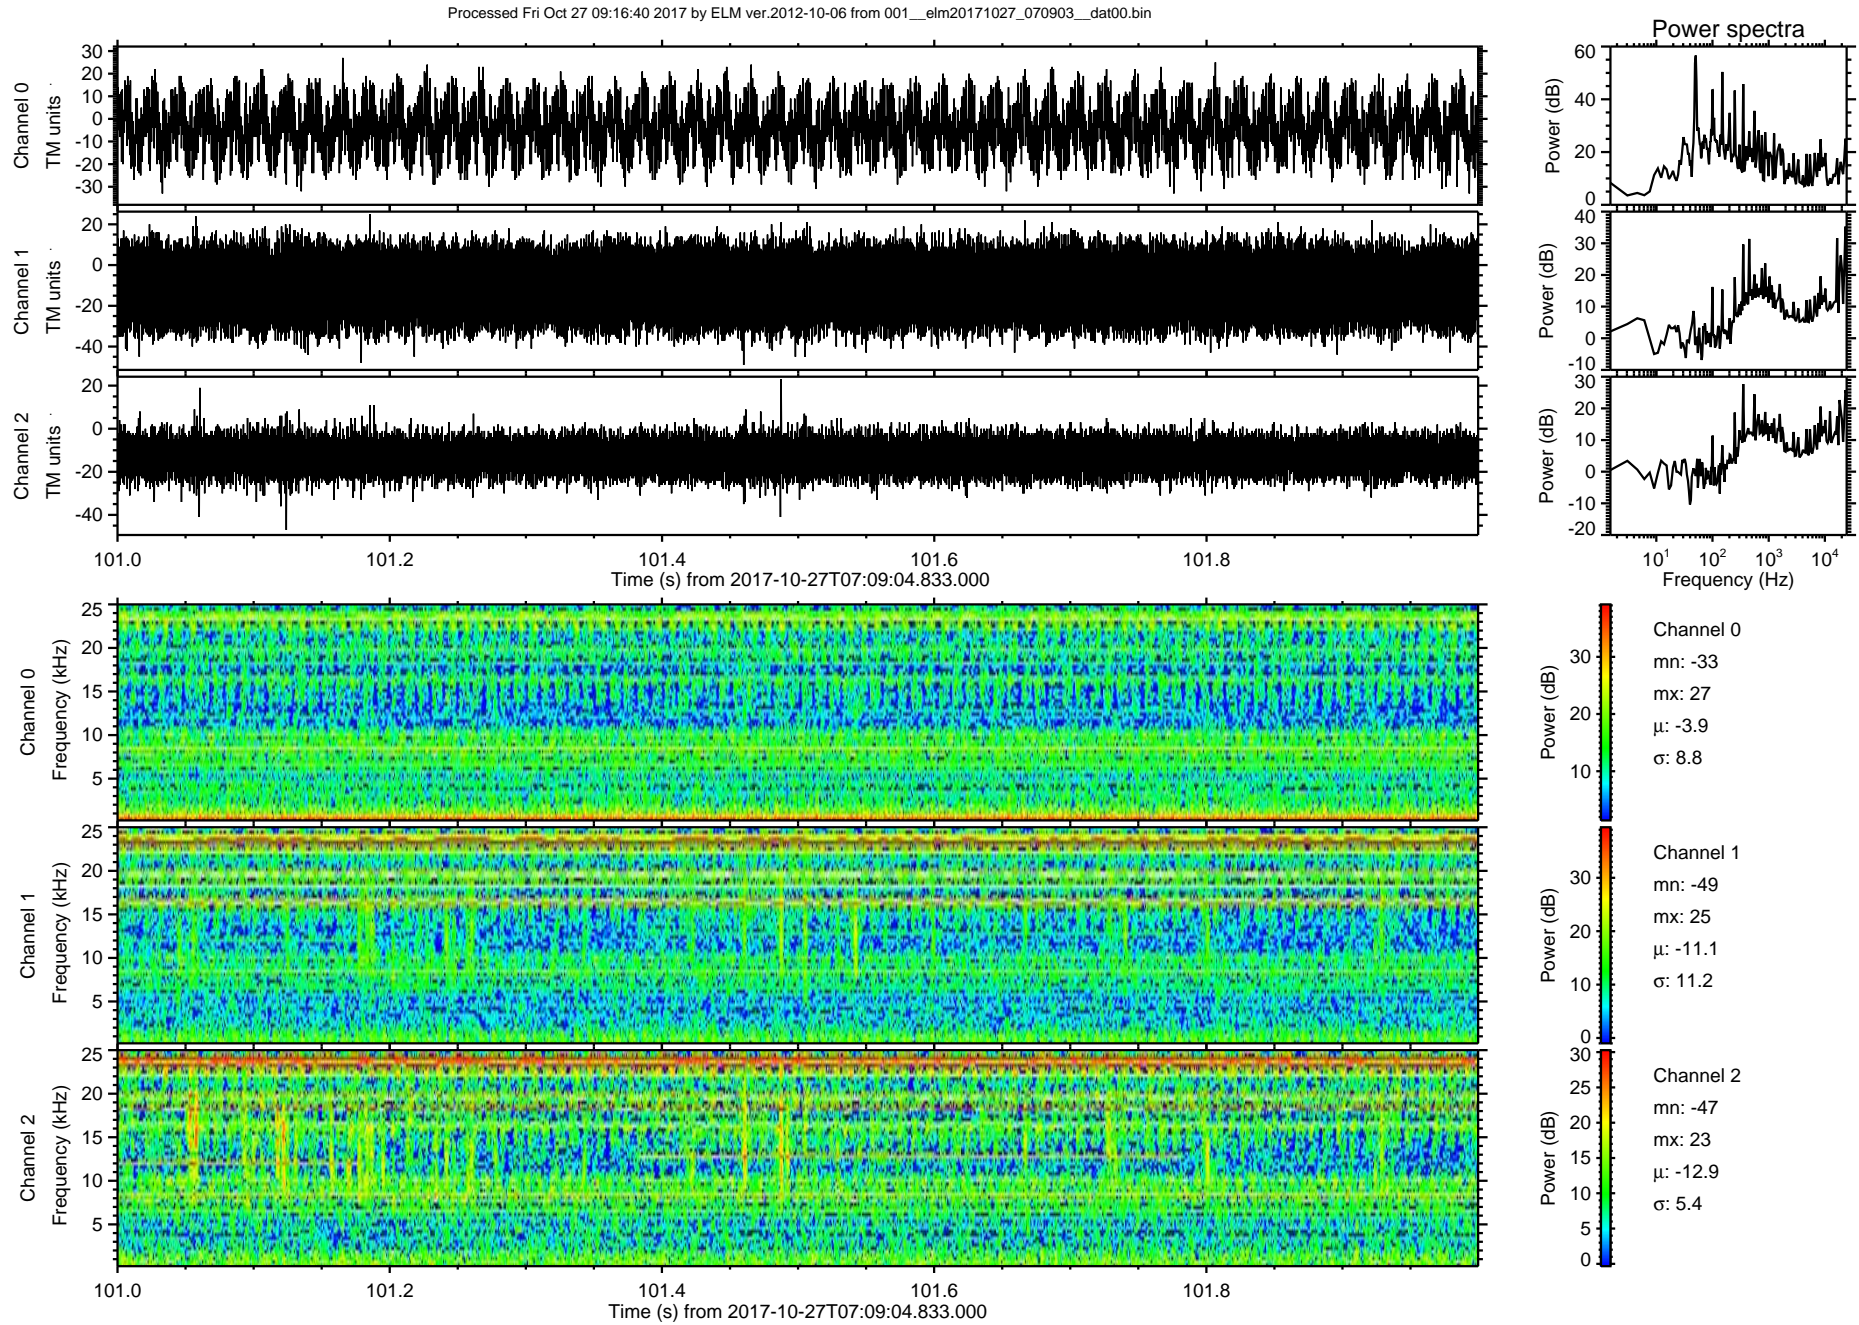 Processed Fri Oct 27 09:16:40 2017 by ELM ver.2012-10-06 from 001__elm20171027_070903__dat00.bin
Power spectra
Channel 0
TM units
30
20
10
0
-10
-20
-30
Power (dB)
60
40
20
0
Channel 1
TM units
20
0
-20
-40
Power (dB)
40
30
20
10
0
-10
Channel 2
TM units
20
0
-20
-40
Power (dB)
30
20
10
0
-10
-20
101.0 101.2 101.4 101.6 101.8
Time (s) from 2017-10-27T07:09:04.833.000
10^1 10^2 10^3 10^4
Frequency (Hz)
Channel 0
Frequency (kHz)
25
20
15
10
5
Power (dB)
30
20
10
Channel 0
mn: -33
mx: 27
μ: -3.9
σ: 8.8
Channel 1
Frequency (kHz)
25
20
15
10
5
Power (dB)
30
20
10
0
Channel 1
mn: -49
mx: 25
μ: -11.1
σ: 11.2
Channel 2
Frequency (kHz)
25
20
15
10
5
Power (dB)
30
25
20
15
10
5
0
Channel 2
mn: -47
mx: 23
μ: -12.9
σ: 5.4
101.0 101.2 101.4 101.6 101.8
Time (s) from 2017-10-27T07:09:04.833.000